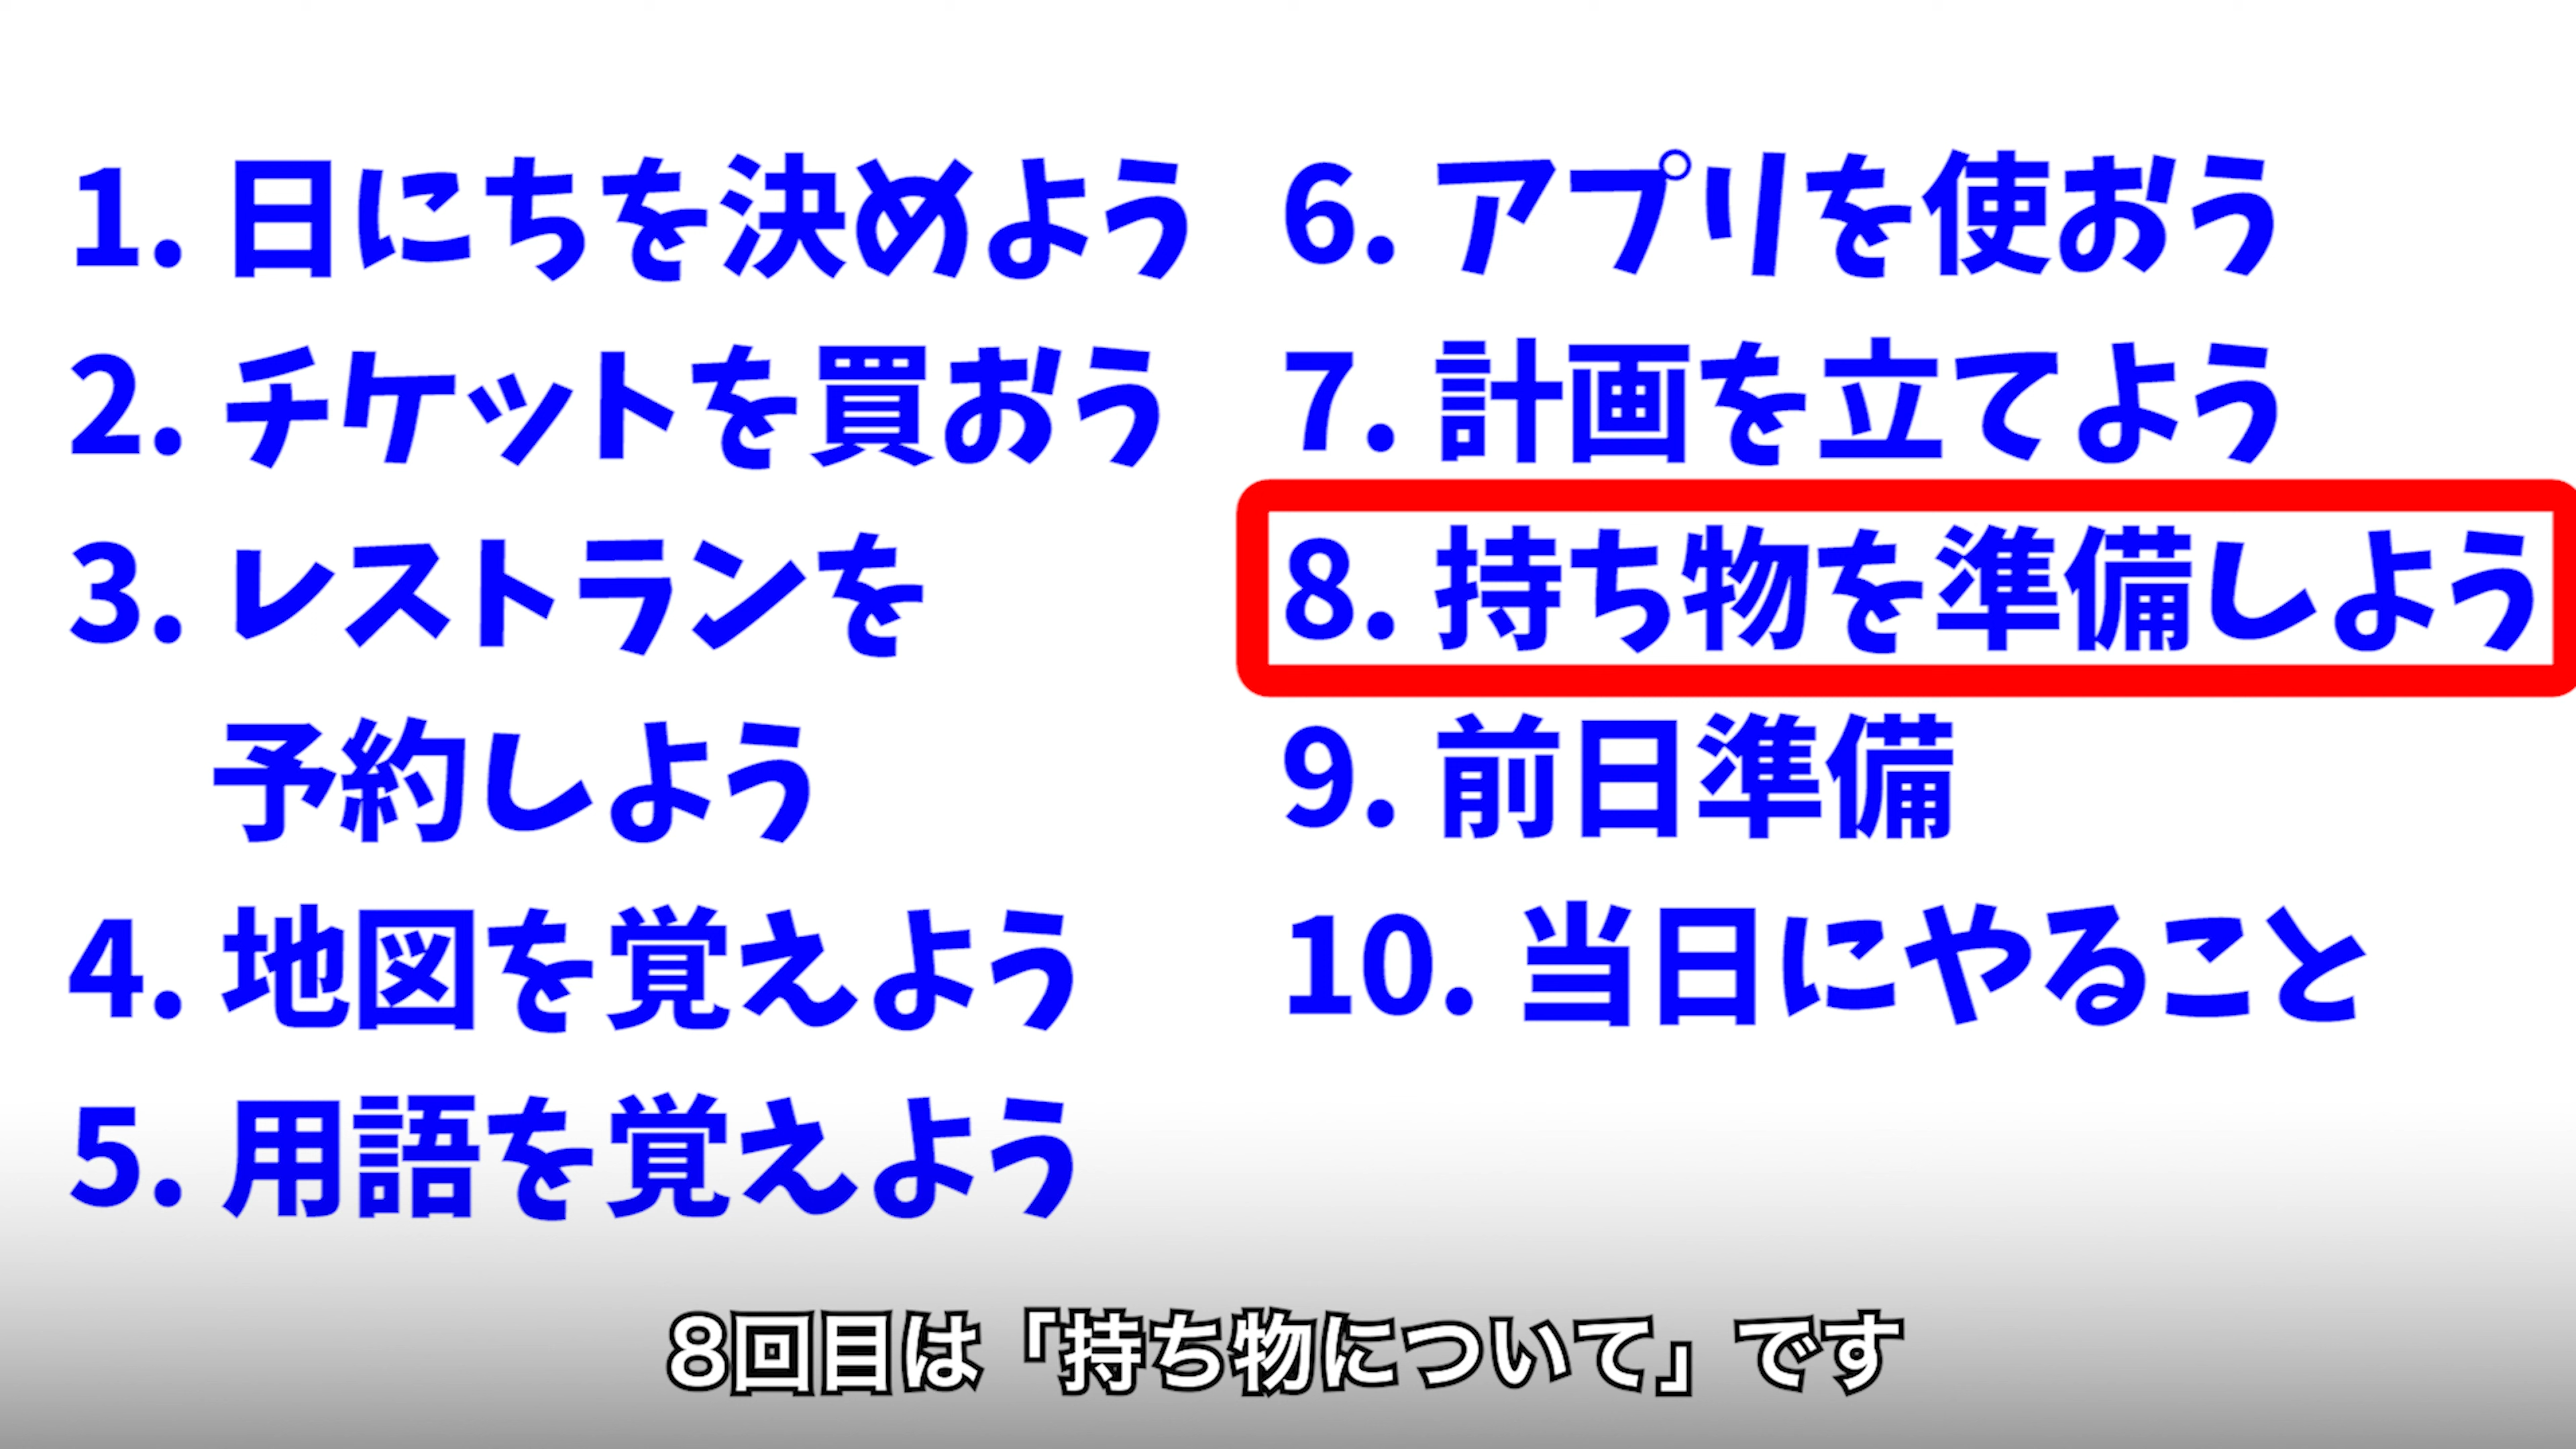 1. 日にちを決めよう
2. チケットを買おう
3. レストランを
予約しよう
4. 地図を覚えよう
5. 用語を覚えよう
6. アプリを使おう
7. 計画を立てよう
8. 持ち物を準備しよう
9. 前日準備
10. 当日にやること
8回目は「持ち物について」です